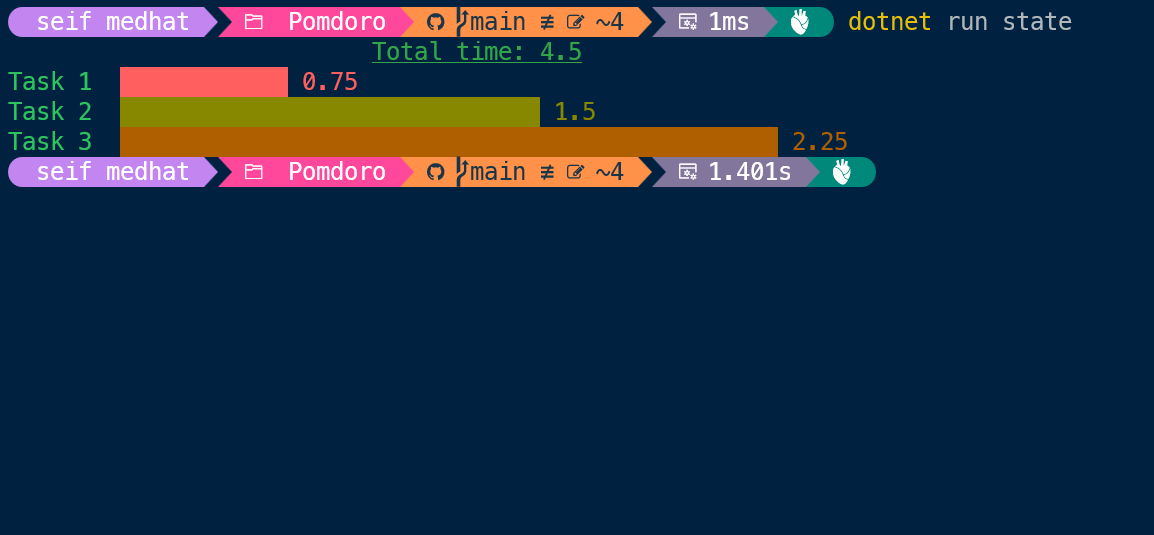 seif medhat Pomdoro main ≢ ~4 1ms dotnet run state
Total time: 4.5
Task 1 0.75
Task 2 1.5
Task 3 2.25
seif medhat Pomdoro main ≢ ~4 1.401s